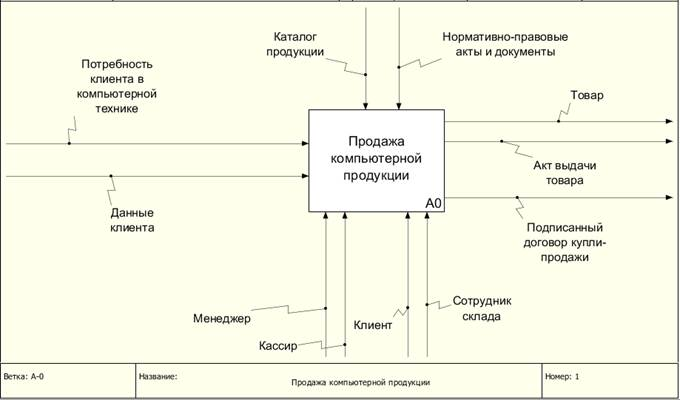 Каталог
продукции
Нормативно-правовые
акты и документы
Потребность
клиента в
компьютерной
технике
Товар
Продажа
компьютерной
продукции
A0
Акт выдачи
товара
Данные
клиента
Подписанный
договор купли-
продажи
Менеджер
Кассир
Клиент
Сотрудник
склада
Ветка: A-0
Название:
Продажа компьютерной продукции
Номер: 1